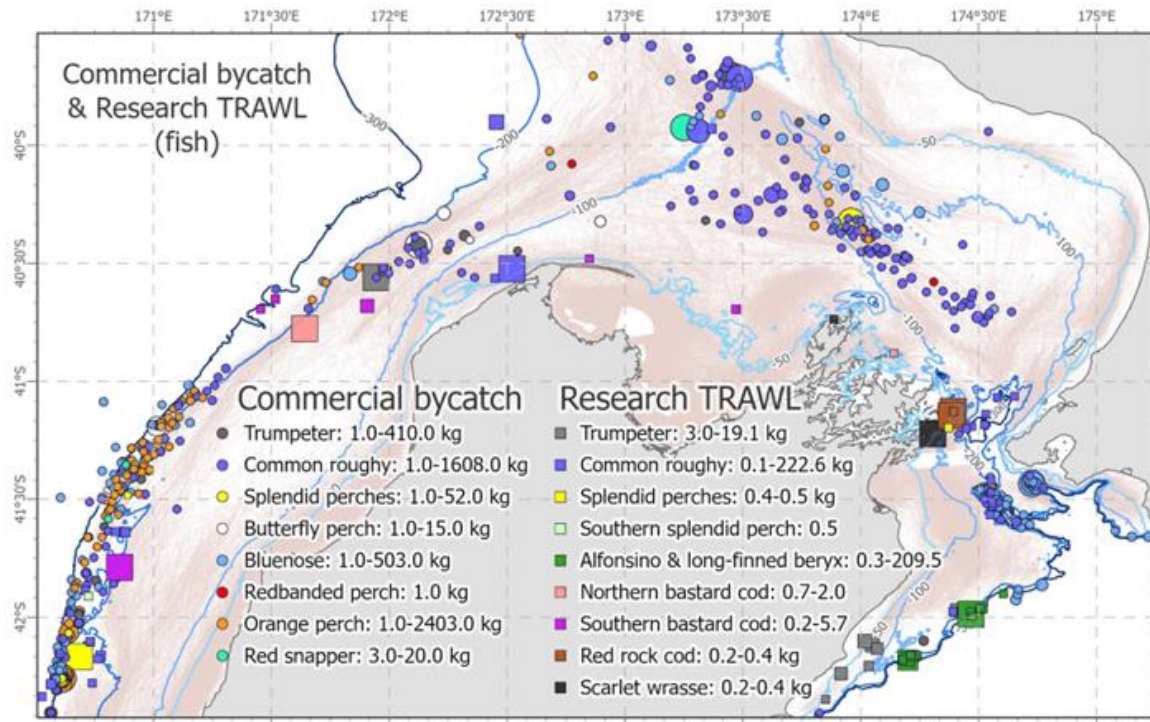 171°E 171°30'E 172°E 172°30'E 173°E 173°30'E 174°E 174°30'E 175°E
Commercial bycatch
& Research TRAWL
(fish)
-300
-200
-100
-50
-100
40°S
40°30'S
41°S
41°30'S
42°S
-50
-100
-200
-100
-50
Commercial bycatch
Trumpeter: 1.0-410.0 kg
Common roughy: 1.0-1608.0 kg
Splendid perches: 1.0-52.0 kg
Butterfly perch: 1.0-15.0 kg
Bluenose: 1.0-503.0 kg
Redbanded perch: 1.0 kg
Orange perch: 1.0-2403.0 kg
Red snapper: 3.0-20.0 kg
Research TRAWL
Trumpeter: 3.0-19.1 kg
Common roughy: 0.1-222.6 kg
Splendid perches: 0.4-0.5 kg
Southern splendid perch: 0.5
Alfonsino & long-finned beryx: 0.3-209.5
Northern bastard cod: 0.7-2.0
Southern bastard cod: 0.2-5.7
Red rock cod: 0.2-0.4 kg
Scarlet wrasse: 0.2-0.4 kg